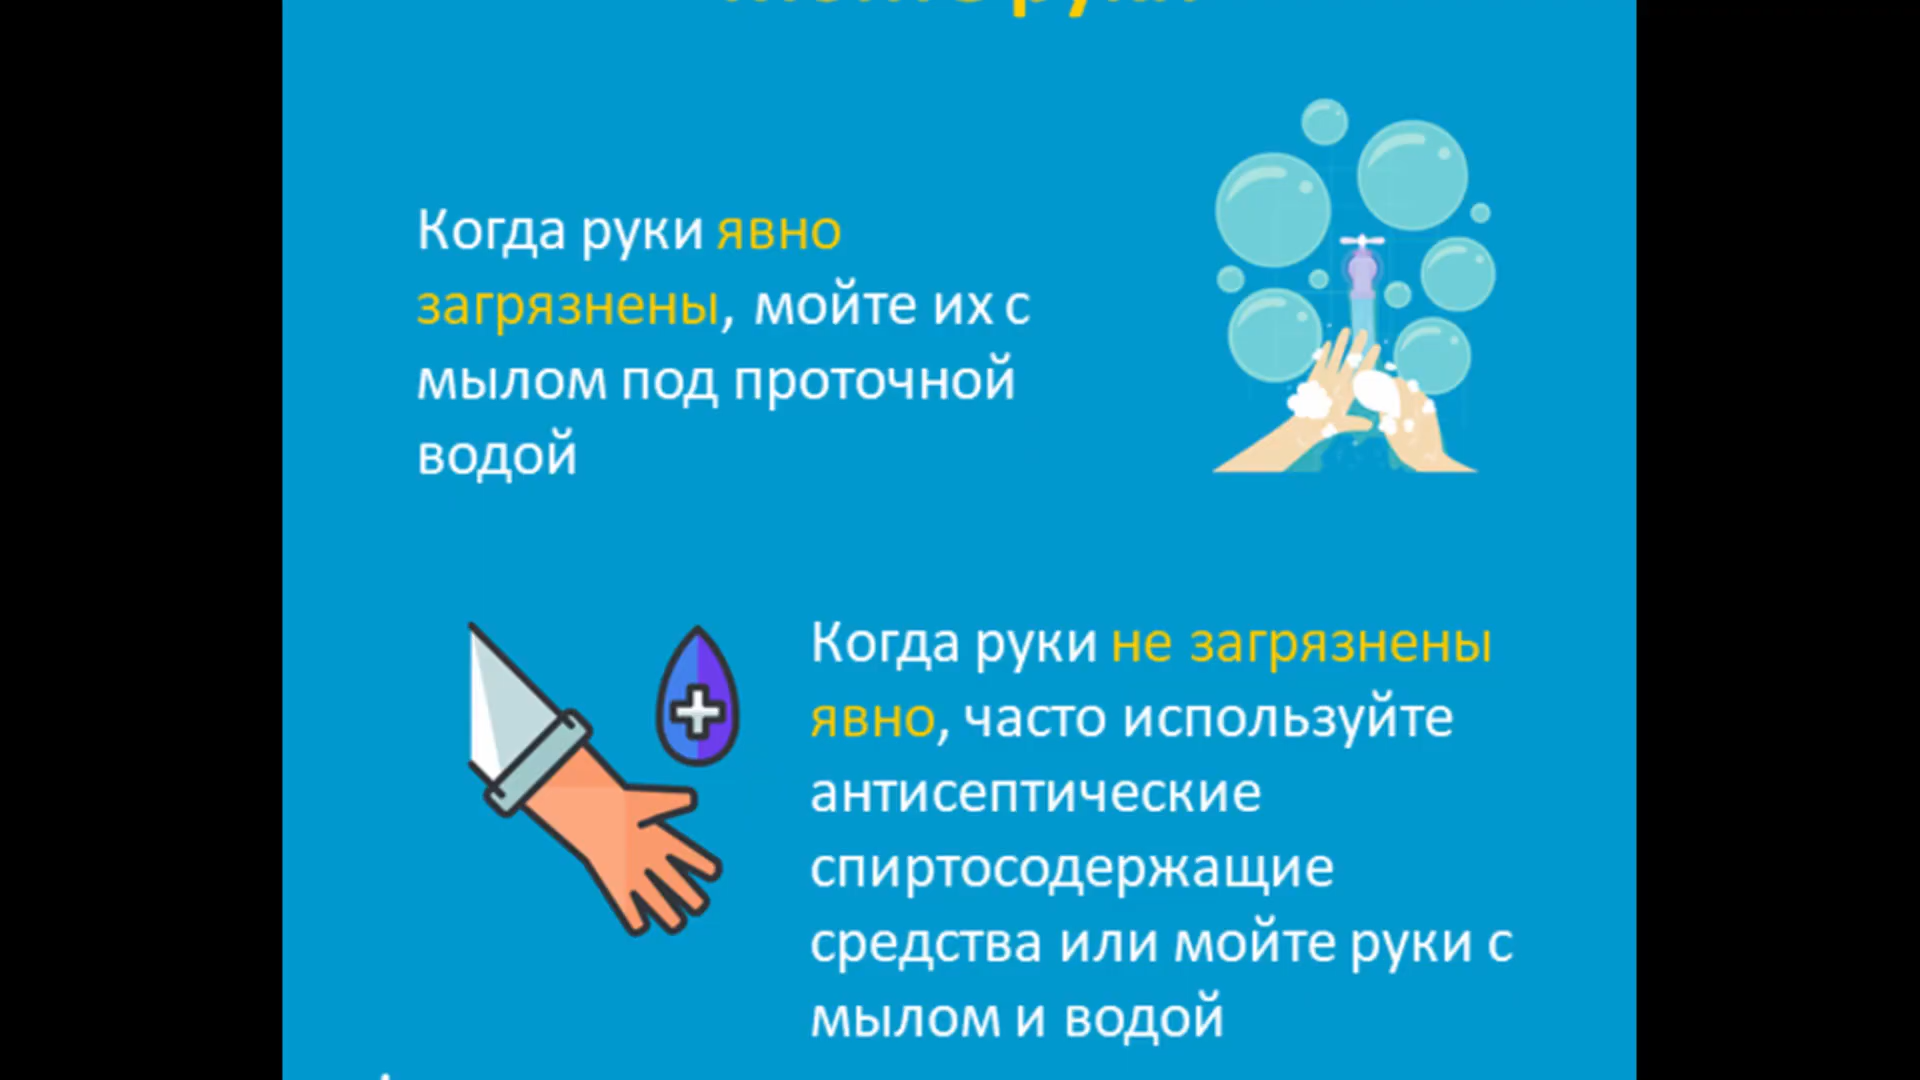 Когда руки явно
загрязнены, мойте их с
мылом под проточной
водой
Когда руки не загрязнены
явно, часто используйте
антисептические
спиртосодержащие
средства или мойте руки с
мылом и водой